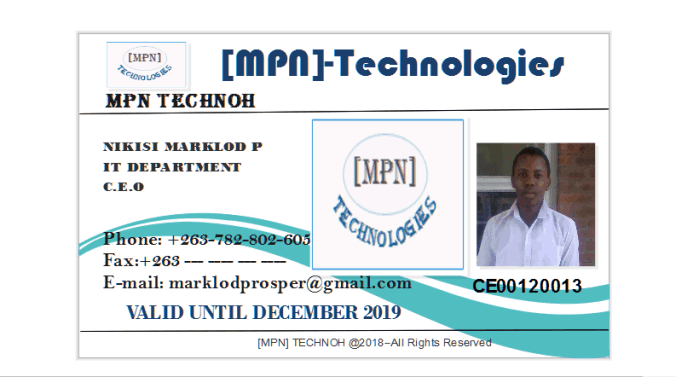 [MPN]
TECHNOLOGIES
[MPN]-Technologies
MPN TECHNOH
NIKISI MARKLOD P
IT DEPARTMENT
C.E.O
[MPN]
TECHNOLOGIES
Phone: +263-782-802-605
Fax:+263 --- ---- --- ----
E-mail: marklodprosper@gmail.com
CE00120013
VALID UNTIL DECEMBER 2019
[MPN] TECHNOH @2018–All Rights Reserved